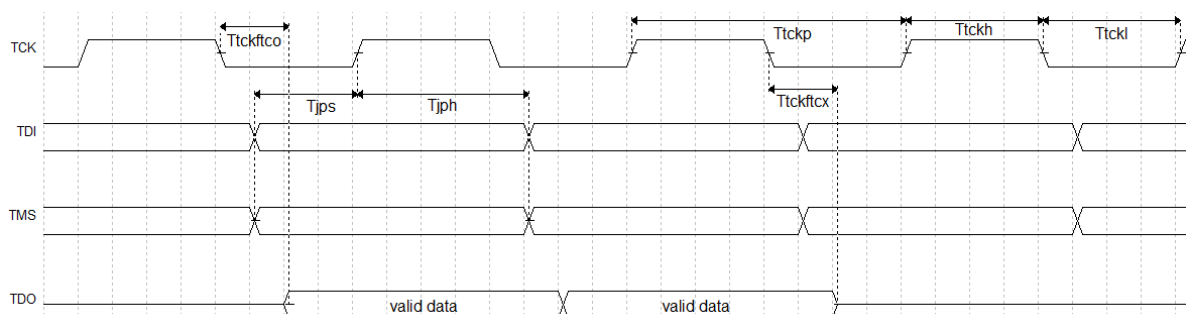 Ttckftco
TCK
Ttckp
Ttckh
Ttckl
Tjps
Tjph
Ttckftcx
TDI
TMS
TDO
valid data
valid data